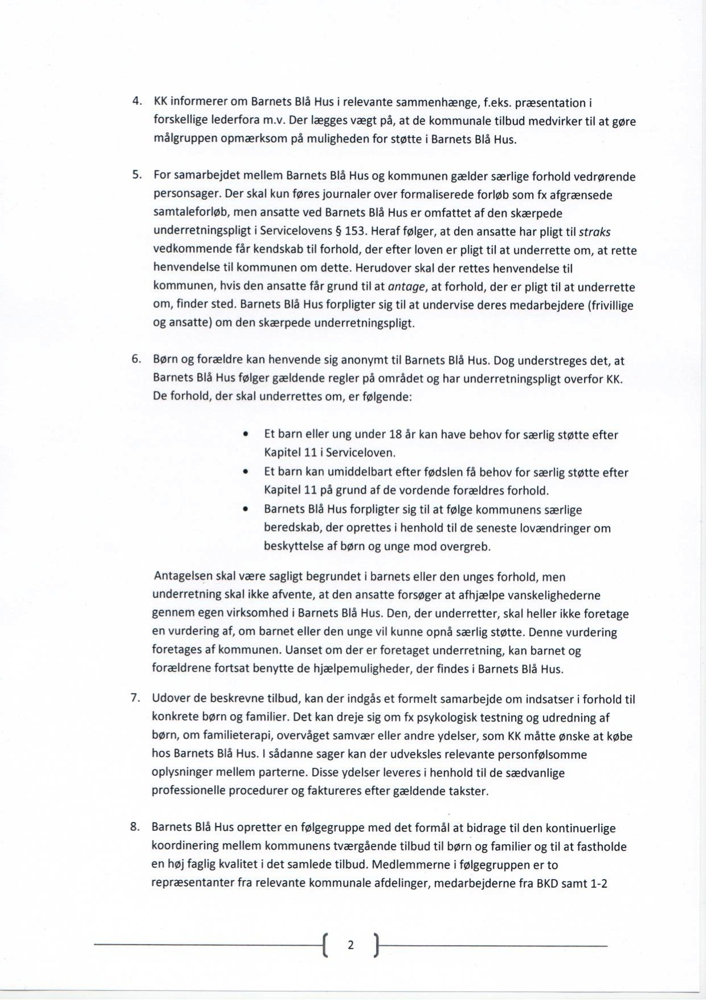 4. KK informerer om Barnets Blå Hus i relevante sammenhænge, f.eks. præsentation i
forskellige lederfora m.v. Der lægges vægt på, at de kommunale tilbud medvirker til at gøre
målgruppen opmærksom på muligheden for støtte i Barnets Blå Hus.
5. For samarbejdet mellem Barnets Blå Hus og kommunen gælder særlige forhold vedrørende
personsager. Der skal kun føres journaler over formaliserede forløb som fx afgrænsede
samtaleforløb, men ansatte ved Barnets Blå Hus er omfattet af den skærpede
underretningspligt i Servicelovens § 153. Heraf følger, at den ansatte har pligt til straks
vedkommende får kendskab til forhold, der efter loven er pligt til at underrette om, at rette
henvendelse til kommunen om dette. Herudover skal der rettes henvendelse til
kommunen, hvis den ansatte får grund til at antage, at forhold, der er pligt til at underrette
om, finder sted. Barnets Blå Hus forpligter sig til at undervise deres medarbejdere (frivillige
og ansatte) om den skærpede underretningspligt.
6. Børn og forældre kan henvende sig anonymt til Barnets Blå Hus. Dog understreges det, at
Barnets Blå Hus følger gældende regler på området og har underretningspligt overfor KK.
De forhold, der skal underrettes om, er følgende:
• Et barn eller ung under 18 år kan have behov for særlig støtte efter
Kapitel 11 i Serviceloven.
• Et barn kan umiddelbart efter fødslen få behov for særlig støtte efter
Kapitel 11 på grund af de vordende forældres forhold.
• Barnets Blå Hus forpligter sig til at følge kommunens særlige
beredskab, der oprettes i henhold til de seneste lovændringer om
beskyttelse af børn og unge mod overgreb.
Antagelsen skal være sagligt begrundet i barnets eller den unges forhold, men
underretning skal ikke afvente, at den ansatte forsøger at afhjælpe vanskelighederne
gennem egen virksomhed i Barnets Blå Hus. Den, der underretter, skal heller ikke foretage
en vurdering af, om barnet eller den unge vil kunne opnå særlig støtte. Denne vurdering
foretages af kommunen. Uanset om der er foretaget underretning, kan barnet og
forældrene fortsat benytte de hjælpemuligheder, der findes i Barnets Blå Hus.
7. Udover de beskrevne tilbud, kan der indgås et formelt samarbejde om indsatser i forhold til
konkrete børn og familier. Det kan dreje sig om fx psykologisk testning og udredning af
børn, om familieterapi, overvåget samvær eller andre ydelser, som KK måtte ønske at købe
hos Barnets Blå Hus. I sådanne sager kan der udveksles relevante personfølsomme
oplysninger mellem parterne. Disse ydelser leveres i henhold til de sædvanlige
professionelle procedurer og faktureres efter gældende takster.
8. Barnets Blå Hus opretter en følgegruppe med det formål at bidrage til den kontinuerlige
koordinering mellem kommunens tværgående tilbud til børn og familier og til at fastholde
en høj faglig kvalitet i det samlede tilbud. Medlemmerne i følgegruppen er to
repræsentanter fra relevante kommunale afdelinger, medarbejderne fra BKD samt 1-2
2